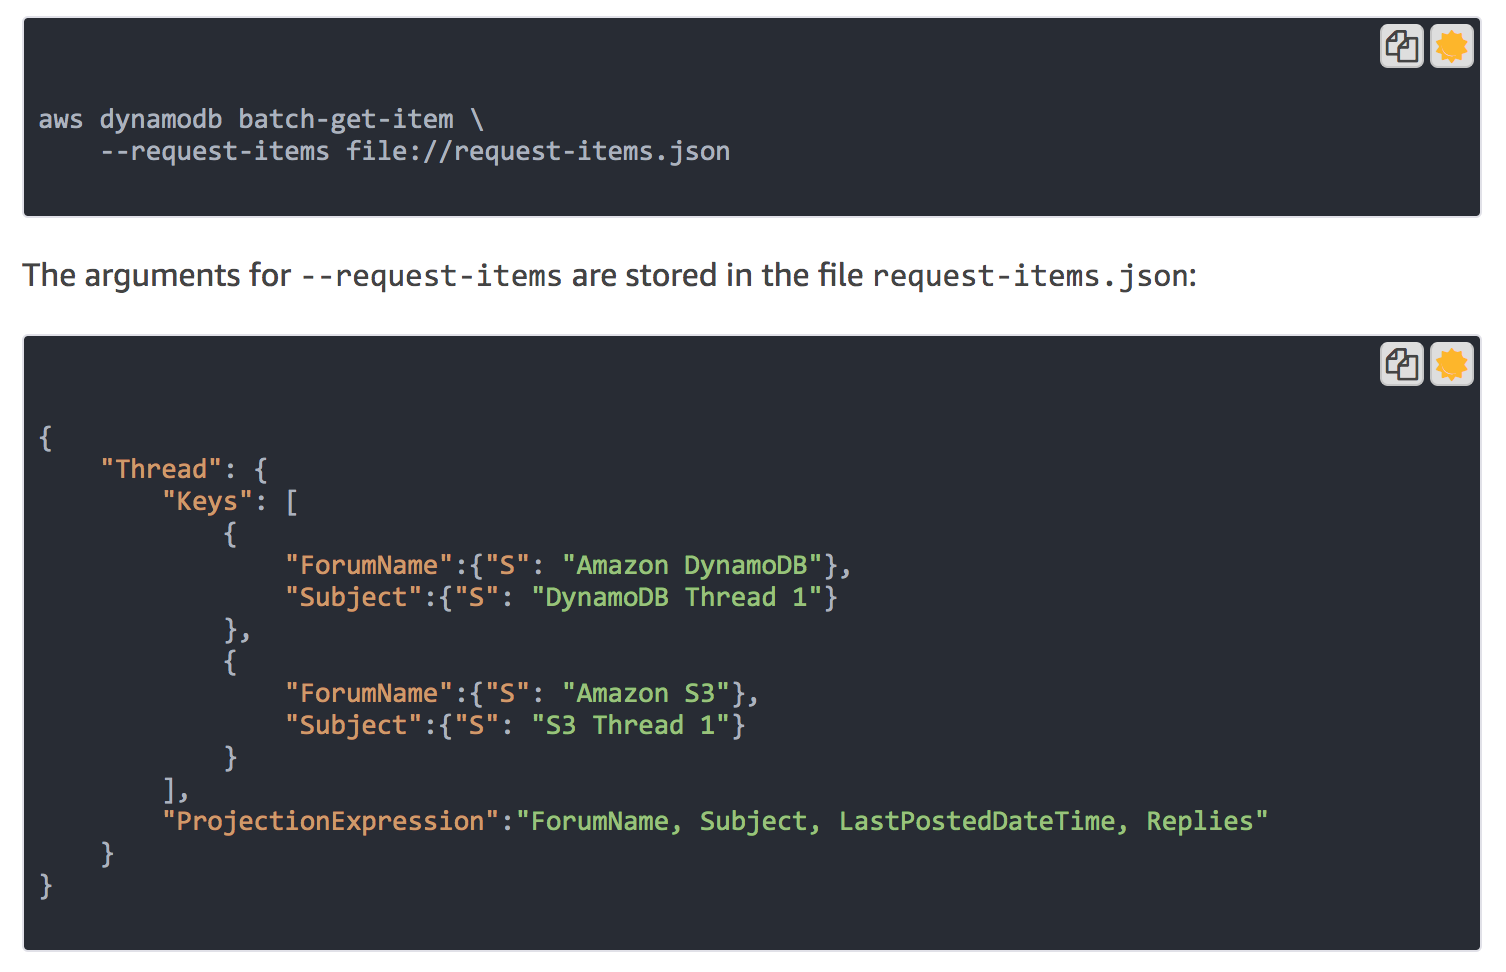 aws dynamodb batch-get-item \
    --request-items file://request-items.json
The arguments for --request-items are stored in the file request-items.json:
{
    "Thread": {
        "Keys": [
            {
                "ForumName":{"S": "Amazon DynamoDB"},
                "Subject":{"S": "DynamoDB Thread 1"}
            },
            {
                "ForumName":{"S": "Amazon S3"},
                "Subject":{"S": "S3 Thread 1"}
            }
        ],
        "ProjectionExpression":"ForumName, Subject, LastPostedDateTime, Replies"
    }
}